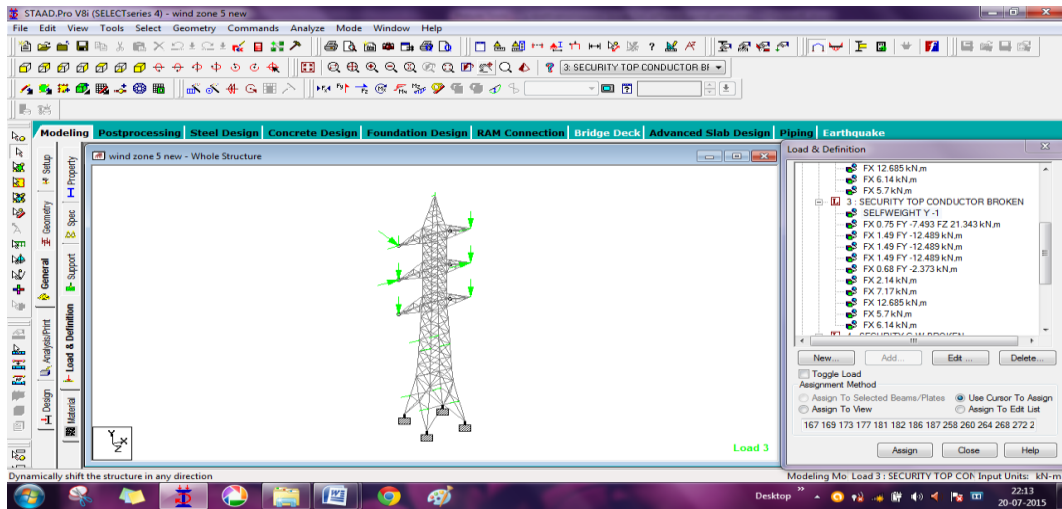 STAAD.Pro V8i (SELECTseries 4) - wind zone 5 new
File Edit View Tools Select Geometry Commands Analyze Mode Window Help
3: SECURITY TOP CONDUCTOR BF
Modeling Postprocessing Steel Design Concrete Design Foundation Design RAM Connection Bridge Deck Advanced Slab Design Piping Earthquake
Setup
Geometry
General
Analysis/Print
Design
Property
Spec
Support
Load & Definition
Material
wind zone 5 new - Whole Structure
Y
X
Z
Load 3
Load & Definition
FX 12.685 kN,m
FX 6.14 kN,m
FX 5.7 kN,m
3 : SECURITY TOP CONDUCTOR BROKEN
SELFWEIGHT Y -1
FX 0.75 FY -7.493 FZ 21.343 kN,m
FX 1.49 FY -12.489 kN,m
FX 1.49 FY -12.489 kN,m
FX 1.49 FY -12.489 kN,m
FX 0.68 FY -2.373 kN,m
FX 2.14 kN,m
FX 7.17 kN,m
FX 12.685 kN,m
FX 5.7 kN,m
FX 6.14 kN,m
New... Add... Edit ... Delete...
Toggle Load
Assignment Method
Assign To Selected Beams/Plates Use Cursor To Assign
Assign To View Assign To Edit List
167 169 173 177 181 182 186 187 258 260 264 268 272 2
Assign Close Help
Dynamically shift the structure in any direction
Modeling Mo Load 3 : SECURITY TOP CON Input Units: kN-m
Desktop
22:13
20-07-2015